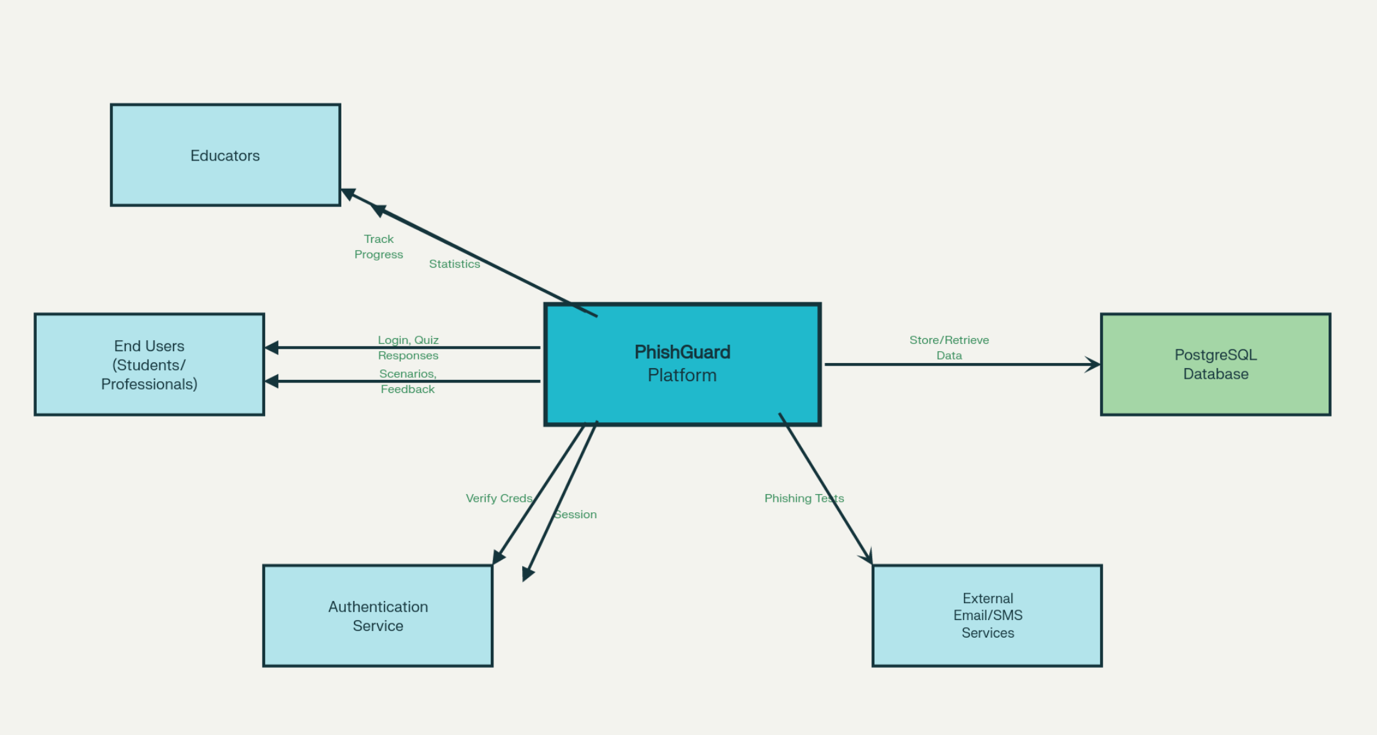 Educators
Track
Progress
Statistics
End Users
(Students/
Professionals)
Login, Quiz
Responses
Scenarios,
Feedback
PhishGuard
Platform
Store/Retrieve
Data
PostgreSQL
Database
Verify Creds
Session
Phishing Tests
Authentication
Service
External
Email/SMS
Services